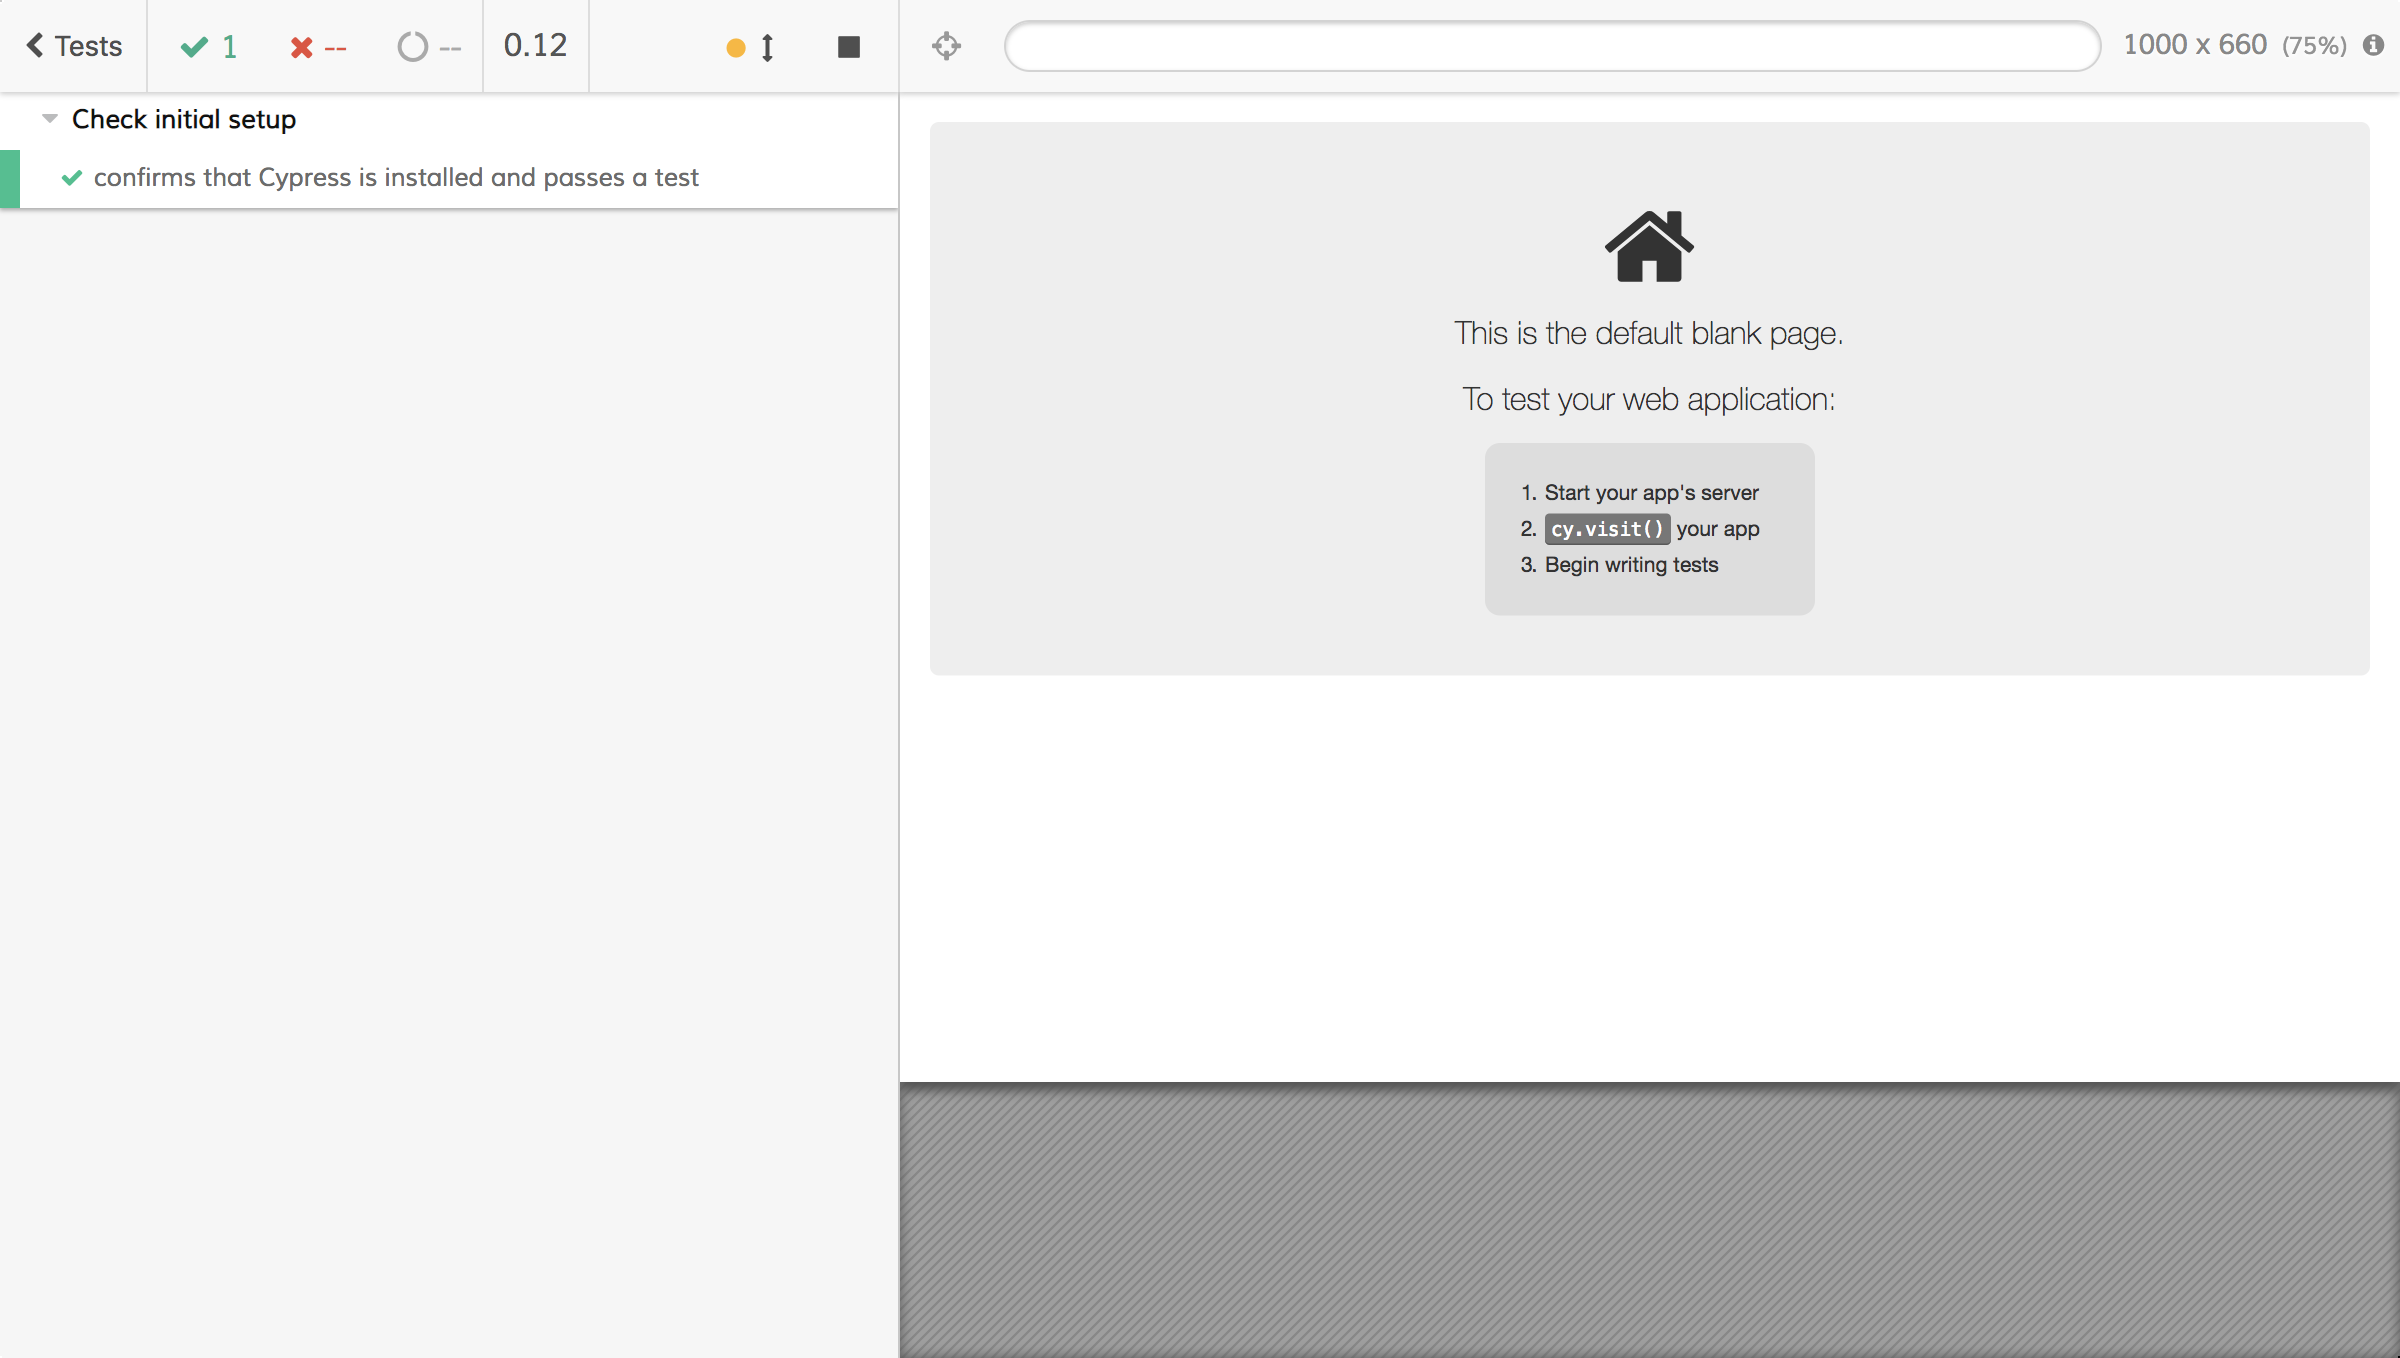 Tests 1 -- -- 0.12
1000 x 660 (75%)
Check initial setup
confirms that Cypress is installed and passes a test
This is the default blank page.
To test your web application:
1. Start your app's server
2. cy.visit() your app
3. Begin writing tests